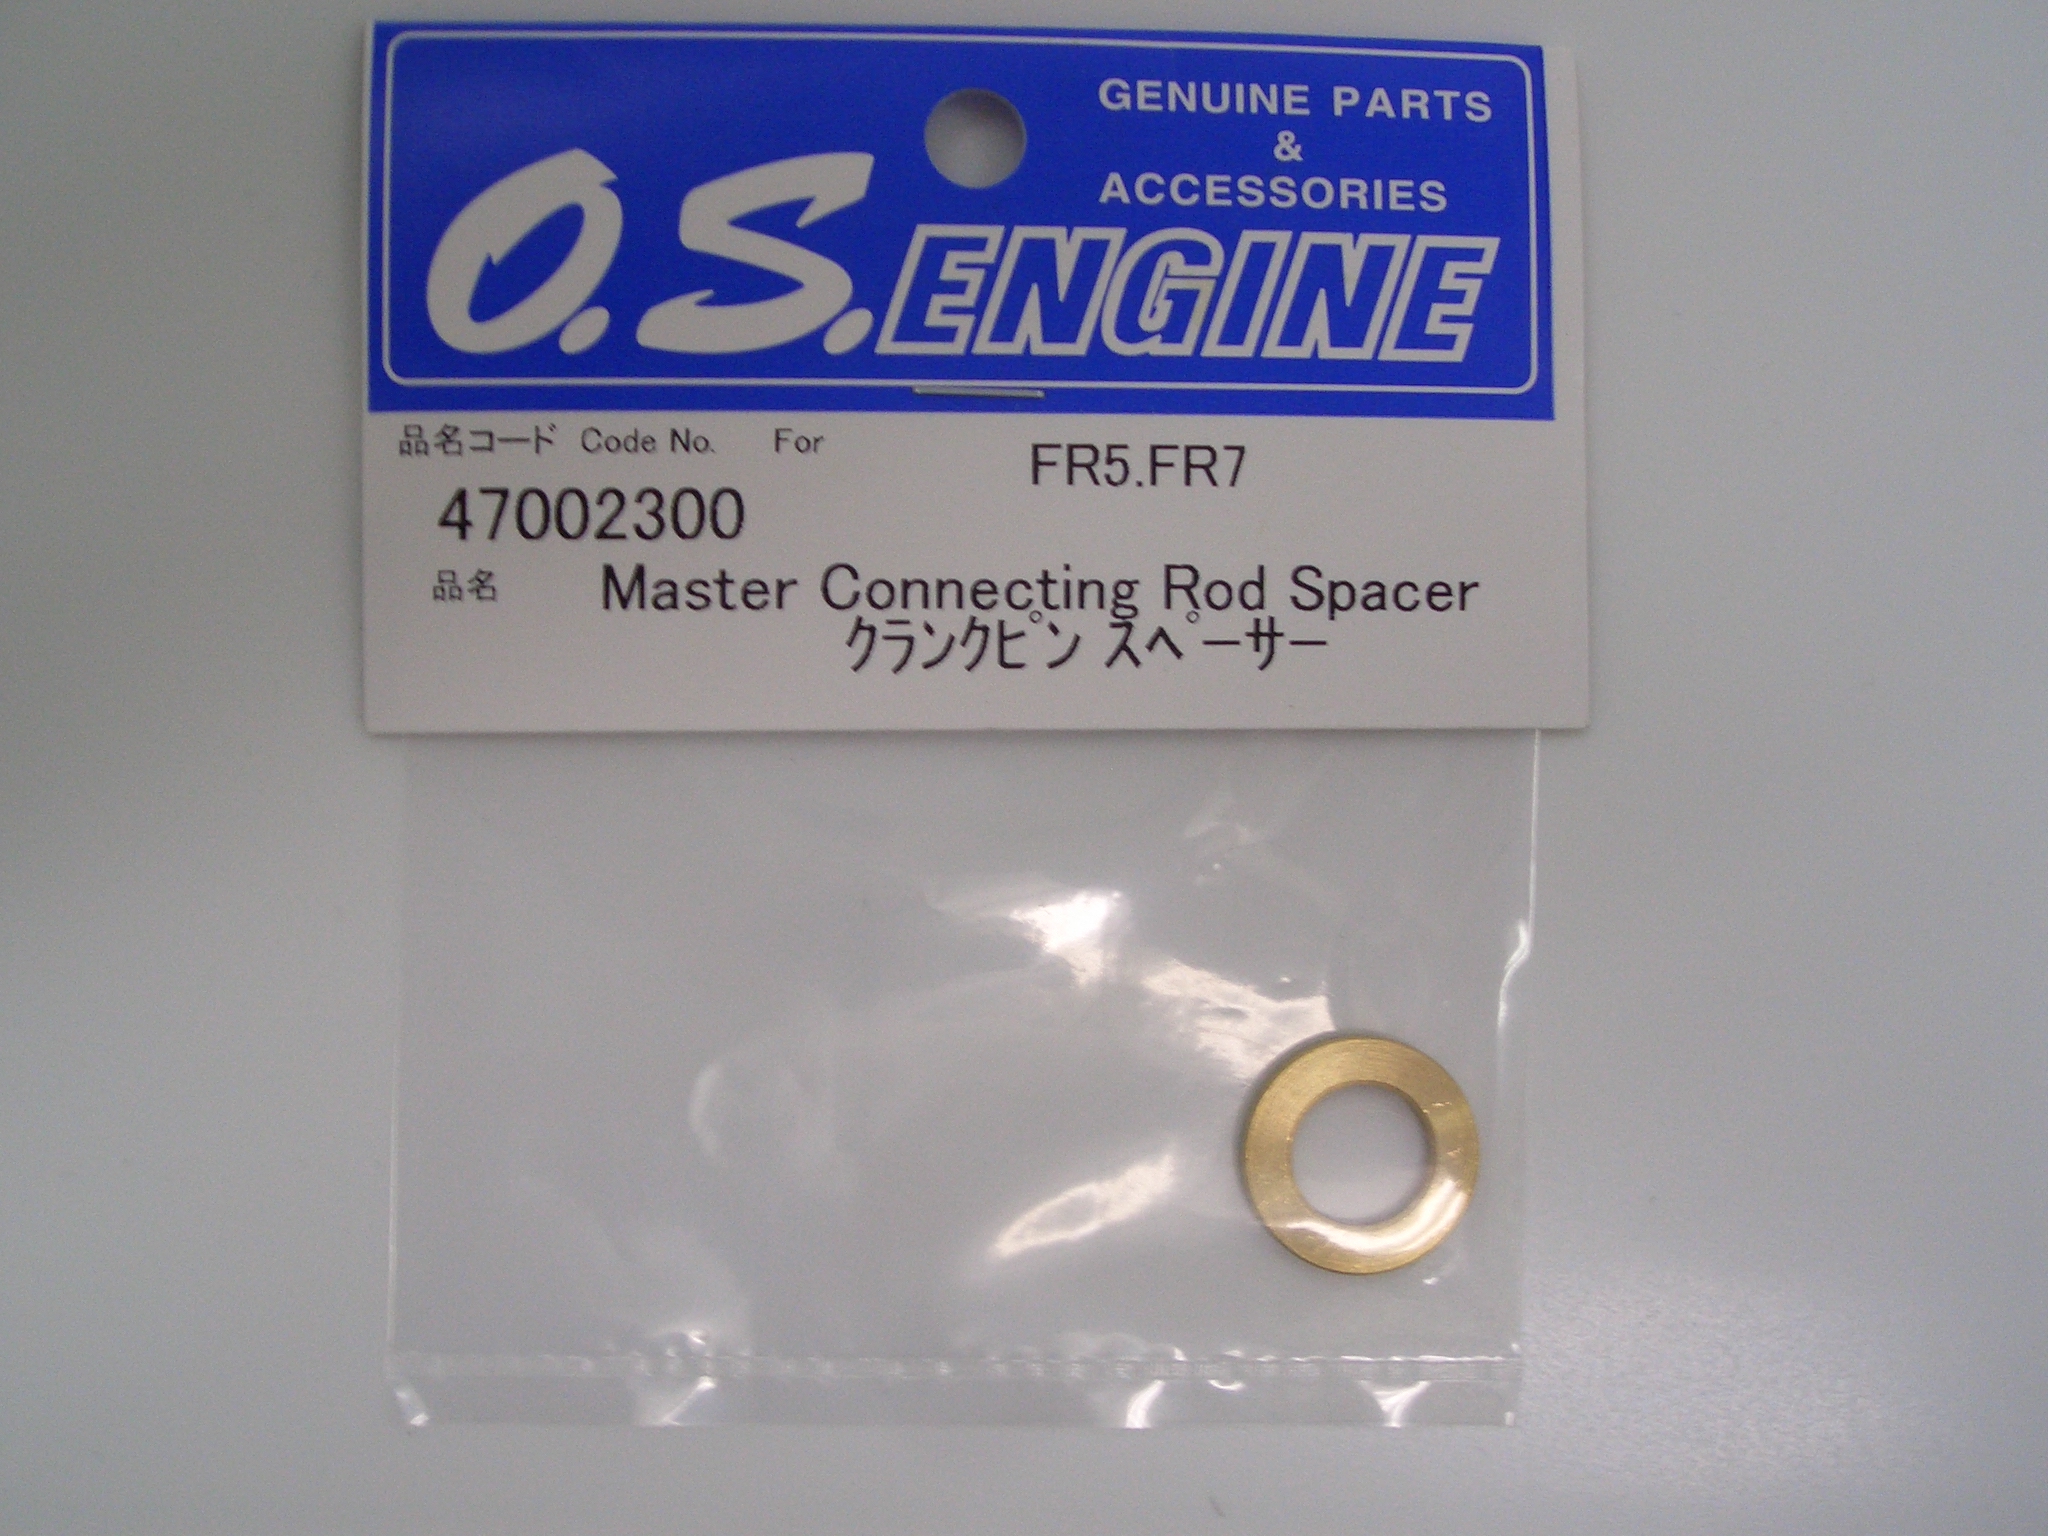 GENUINE PARTS
&
ACCESSORIES
O.S.ENGINE
品名コード Code No. For FR5.FR7
47002300
品名 Master Connecting Rod Spacer
クランクピン スペーサー